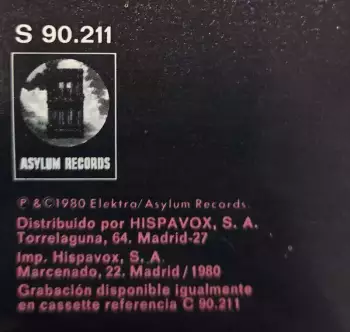 S 90.211
ASYLUM RECORDS
℗ & © 1980 Elektra/Asylum Records.
Distribuido por HISPAVOX, S. A.
Torrelaguna, 64. Madrid-27
Imp. Hispavox, S. A.
Marcenado, 22. Madrid / 1980
Grabación disponible igualmente
en cassette referencia C 90.211